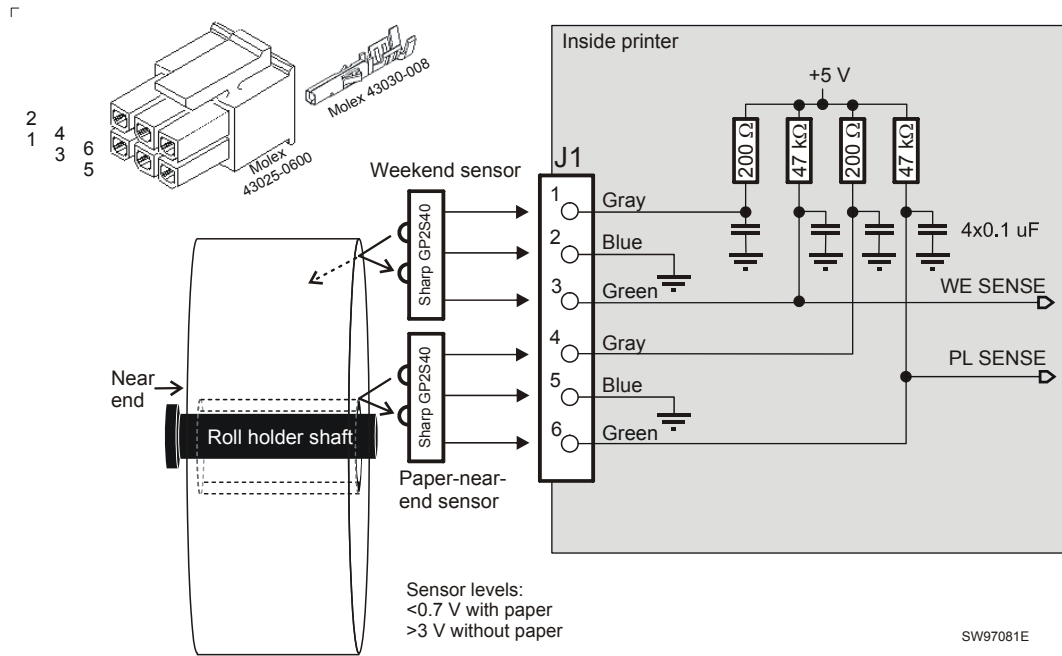 Inside printer
+5 V
Molex 43030-008
2
1
4
3
6
5
Molex
43025-0600
200 Ω
47 kΩ
200 Ω
47 kΩ
J1
Weekend sensor
Sharp GP2S40
1
Gray
4x0.1 uF
2
Blue
3
Green
WE SENSE
4
Gray
PL SENSE
Sharp GP2S40
5
Blue
Near
end
6
Green
Roll holder shaft
Paper-near-
end sensor
Sensor levels:
<0.7 V with paper
>3 V without paper
SW97081E